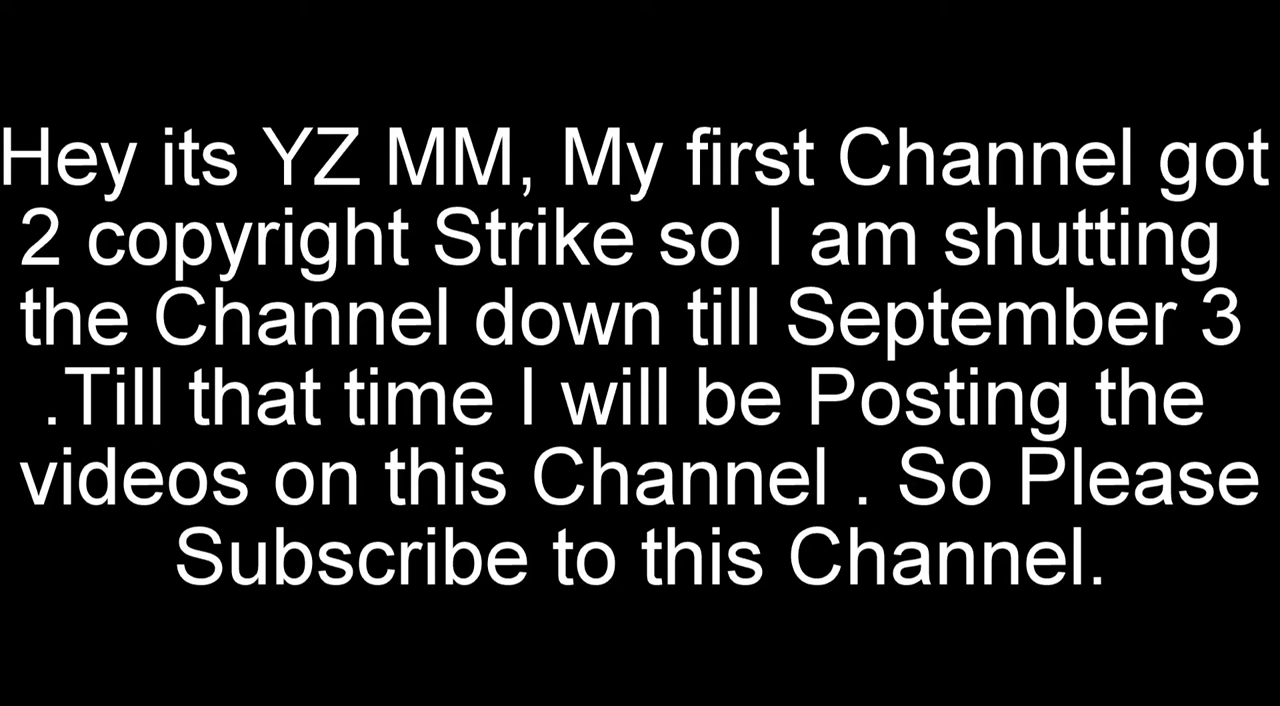 Hey its YZ MM, My first Channel got
2 copyright Strike so I am shutting
the Channel down till September 3
.Till that time I will be Posting the
videos on this Channel . So Please
Subscribe to this Channel.